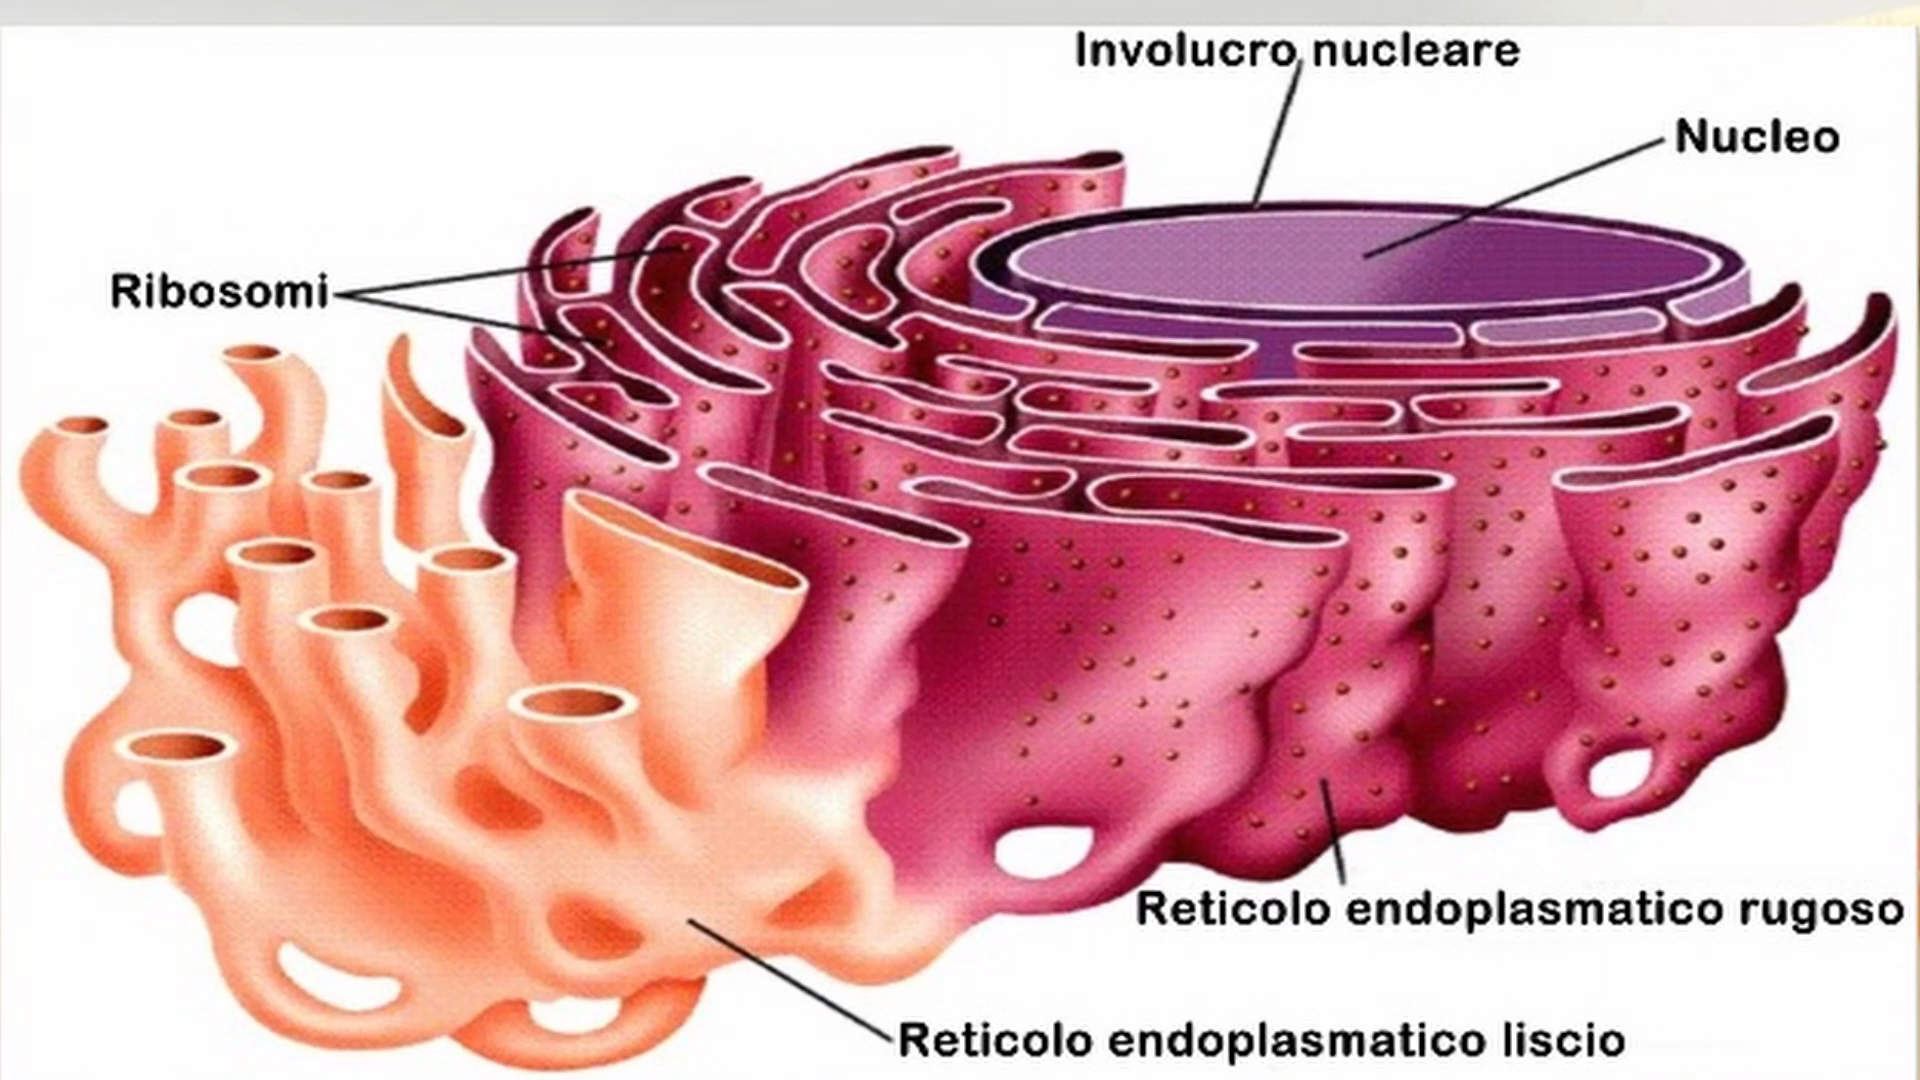 Involucro nucleare
Nucleo
Ribosomi
Reticolo endoplasmatico rugoso
Reticolo endoplasmatico liscio